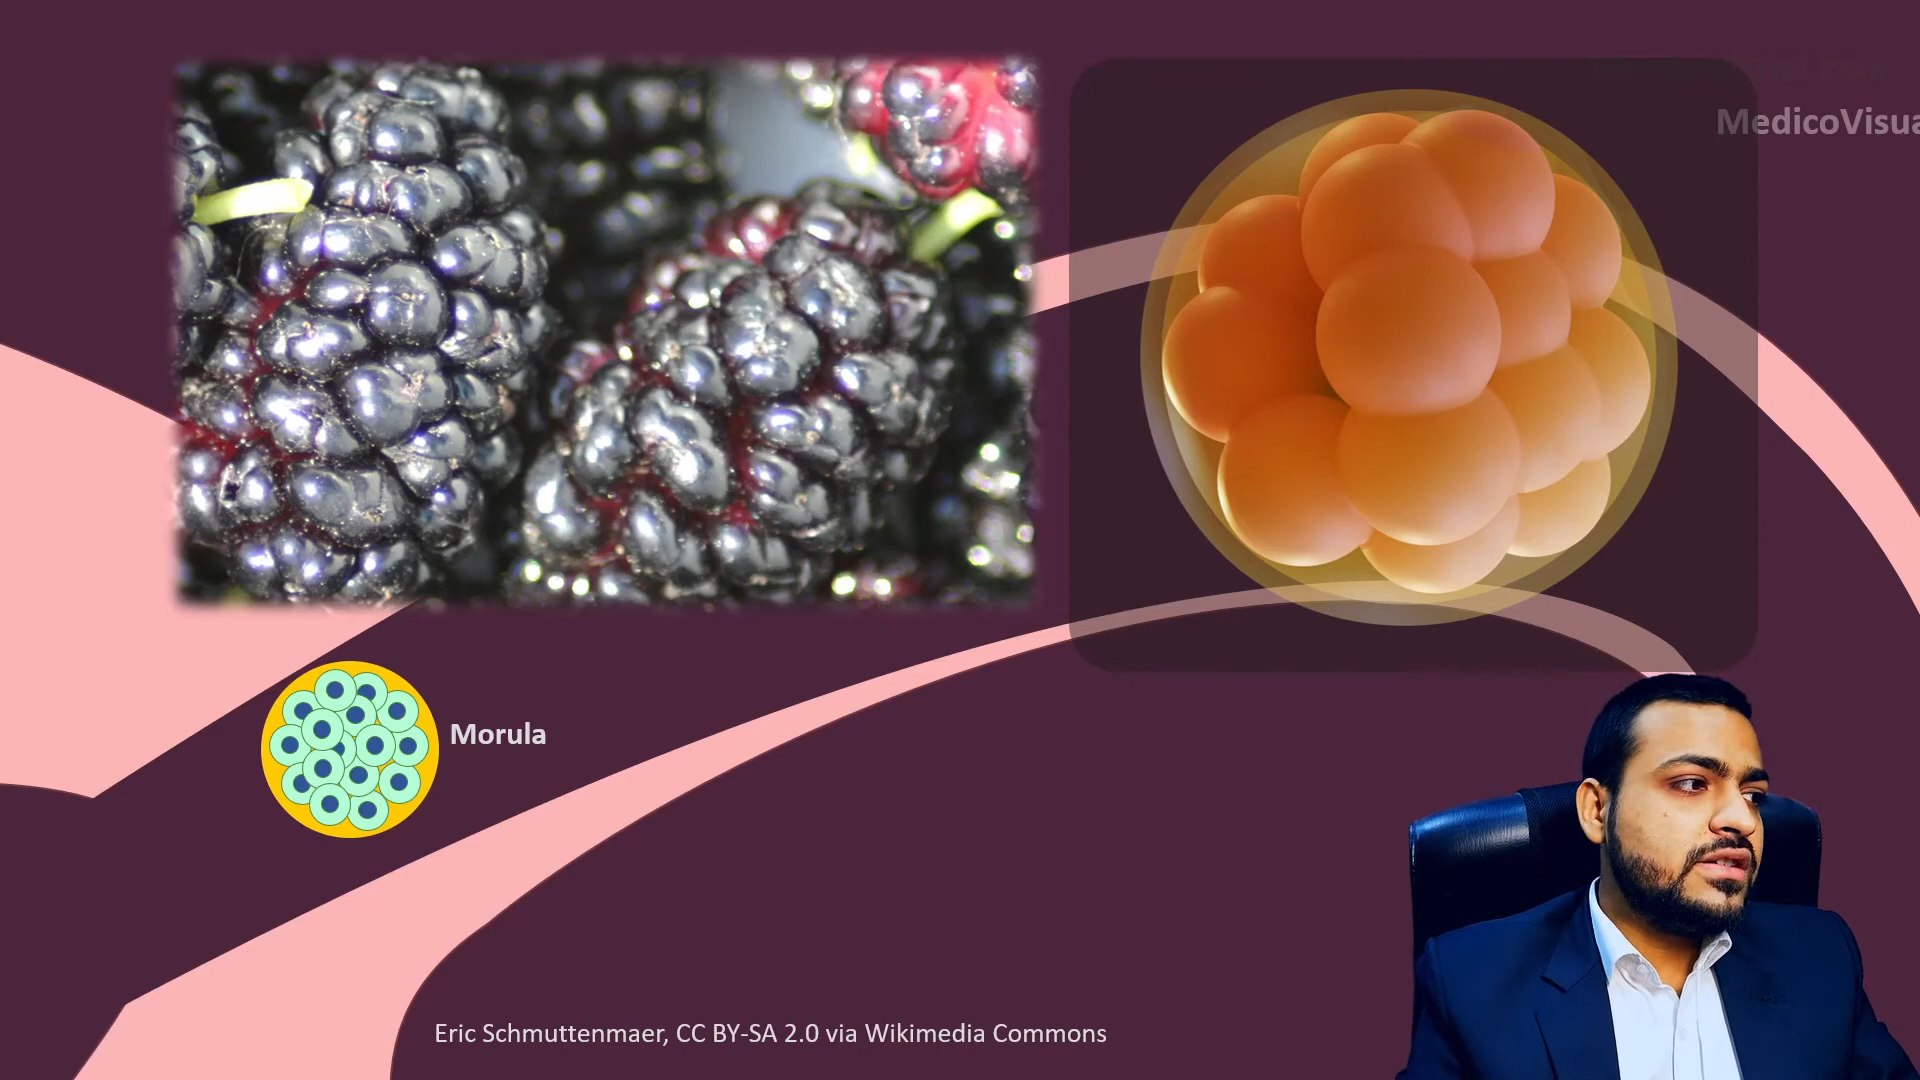 MedicoVisua
Morula
Eric Schmuttenmaer, CC BY-SA 2.0 via Wikimedia Commons